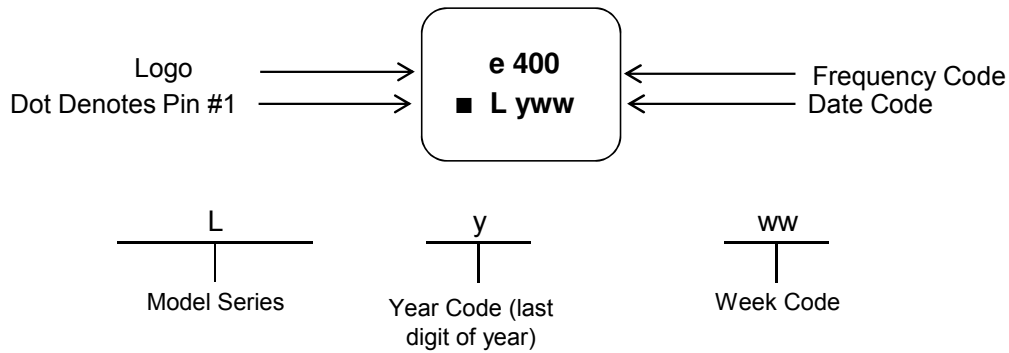 e 400
Logo
Frequency Code
Dot Denotes Pin #1
■ L yww
Date Code
L
y
ww
Model Series
Year Code (last
digit of year)
Week Code